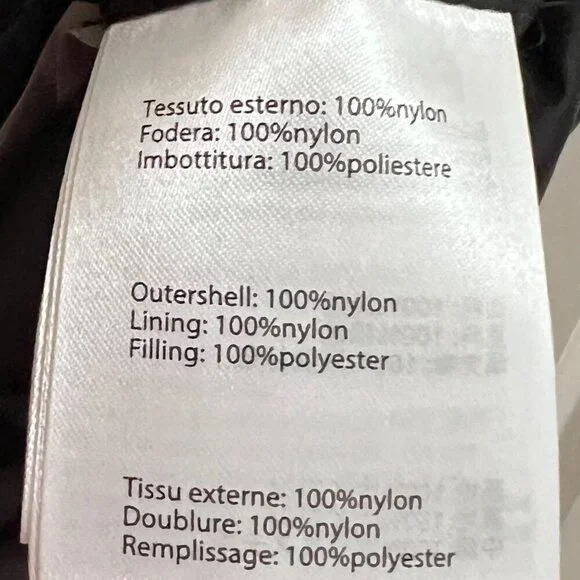 Tessuto esterno: 100%nylon
Fodera: 100%nylon
Imbottitura: 100%poliestere
Outershell: 100%nylon
Lining: 100%nylon
Filling: 100%polyester
Tissu externe: 100%nylon
Doublure: 100%nylon
Remplissage: 100%polyester